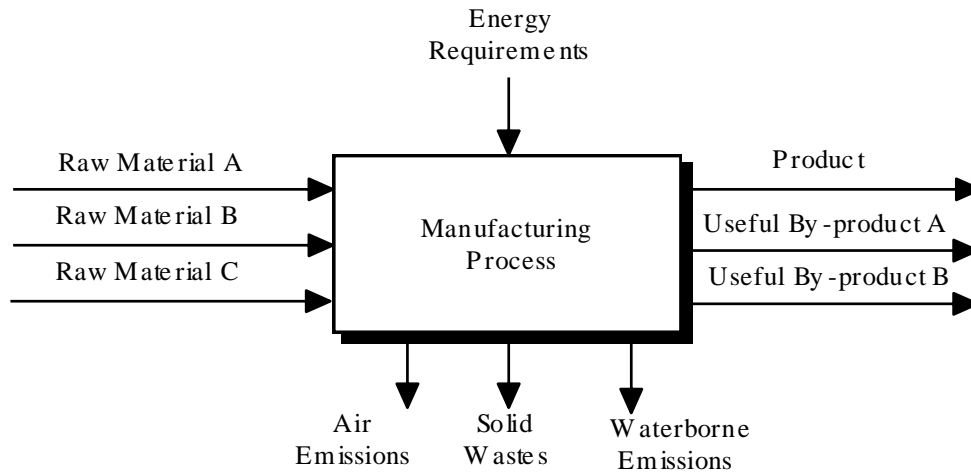 Energy
Requirements
Raw Material A
Raw Material B
Raw Material C
Manufacturing
Process
Product
Useful By-product A
Useful By-product B
Air
Emissions
Solid
Wastes
Waterborne
Emissions